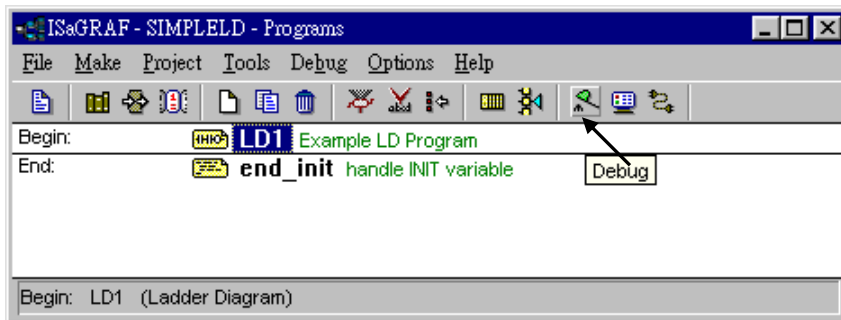 ISaGRAF - SIMPLELD - Programs
File Make Project Tools Debug Options Help
Begin: LD1 Example LD Program
End: end_init handle INIT variable
Debug
Begin: LD1 (Ladder Diagram)